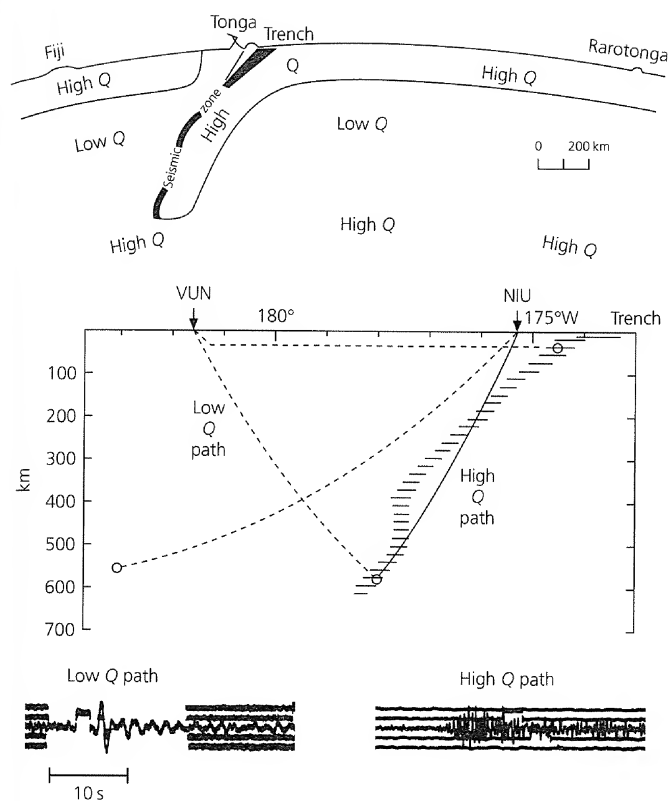 Tonga
Trench
Fiji
Rarotonga
High Q
Q
High Q
Seismic zone
High
Low Q
Low Q
0 200 km
High Q
High Q
High Q
VUN
NIU
180°
175°W
Trench
100
200
300
400
500
600
700
km
Low
Q
path
High
Q
path
Low Q path
High Q path
10 s